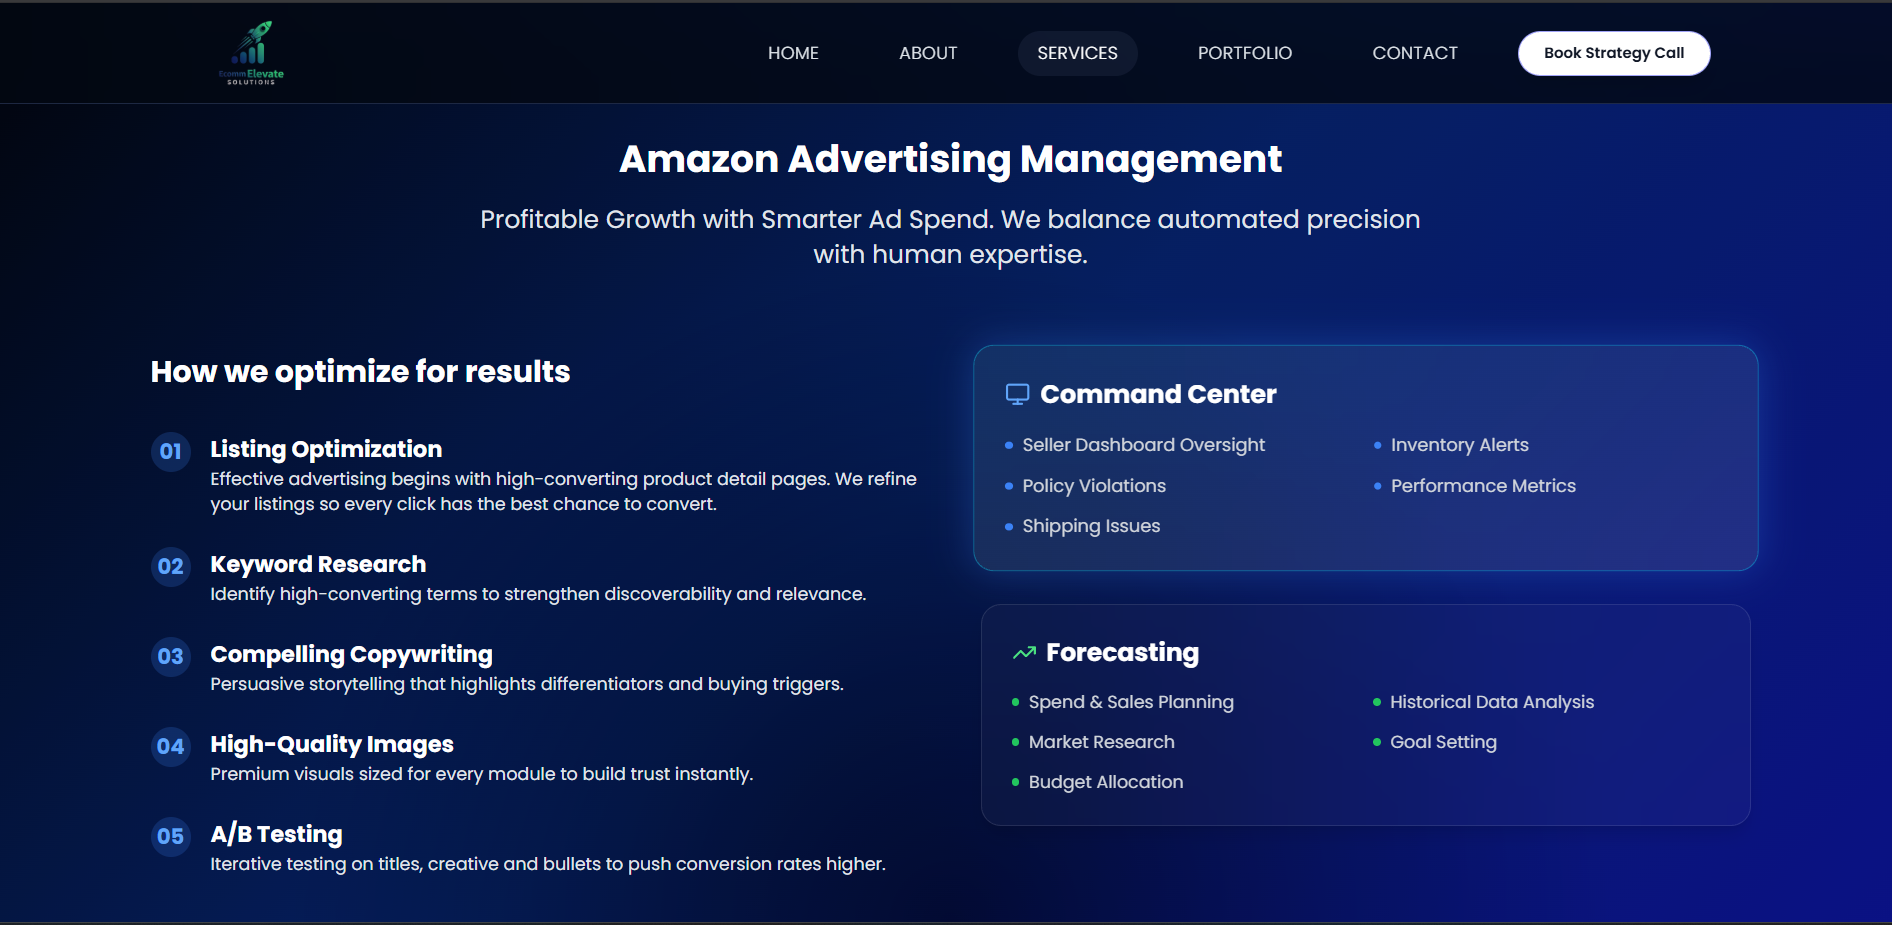 EcommElevate
SOLUTIONS
HOME
ABOUT
SERVICES
PORTFOLIO
CONTACT
Book Strategy Call
Amazon Advertising Management
Profitable Growth with Smarter Ad Spend. We balance automated precision
with human expertise.
How we optimize for results
01
Listing Optimization
Effective advertising begins with high-converting product detail pages. We refine
your listings so every click has the best chance to convert.
02
Keyword Research
Identify high-converting terms to strengthen discoverability and relevance.
03
Compelling Copywriting
Persuasive storytelling that highlights differentiators and buying triggers.
04
High-Quality Images
Premium visuals sized for every module to build trust instantly.
05
A/B Testing
Iterative testing on titles, creative and bullets to push conversion rates higher.
Command Center
Seller Dashboard Oversight
Inventory Alerts
Policy Violations
Performance Metrics
Shipping Issues
Forecasting
Spend & Sales Planning
Historical Data Analysis
Market Research
Goal Setting
Budget Allocation